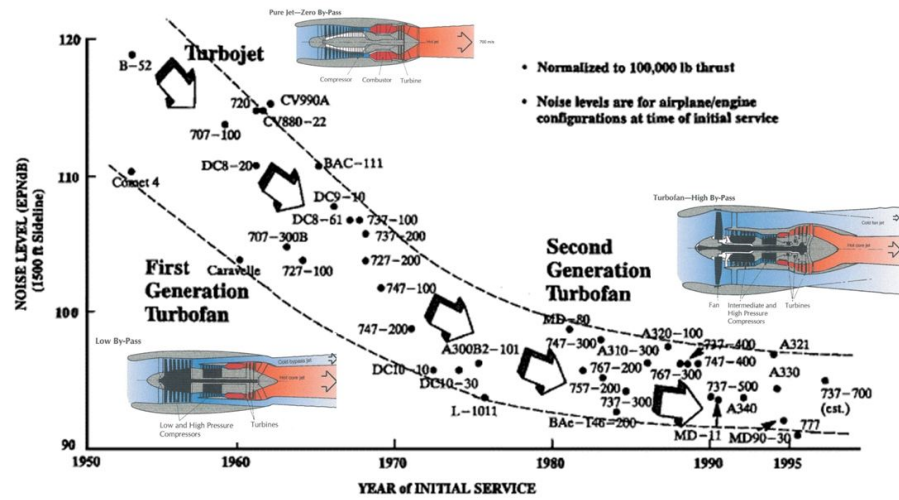 Pure Jet—Zero By-Pass
Hot jet
Compressor
Combustor
Turbine
• Normalized to 100,000 lb thrust
• Noise levels are for airplane/engine
configurations at time of initial service
NOISE LEVEL (EPNdB)
(1500 ft Sideline)
120
110
100
90
Turbojet
B-52
720
CV990A
CV880-22
707-100
Comet 4
DC8-20
BAC-111
DC9-10
DC8-61
737-100
707-300B
737-200
Caravelle
727-100
727-200
First
Generation
Turbofan
747-100
747-200
Second
Generation
Turbofan
Turbofan—High By-Pass
Cold fan jet
Hot core jet
Fan
Intermediate and
High Pressure
Compressors
Turbines
Low By-Pass
Cold bypass jet
Hot core jet
Low and High Pressure
Compressors
Turbines
MD-80
A300B2-101
747-300
A310-300
A320-100
737-400
A321
DC10-10
DC10-30
767-200
767-300
747-400
A330
757-200
737-500
737-700
(est.)
L-1011
737-300
A340
BAe-146-200
MD-11
MD90-30
777
1950
1960
1970
1980
1990
1995
YEAR of INITIAL SERVICE